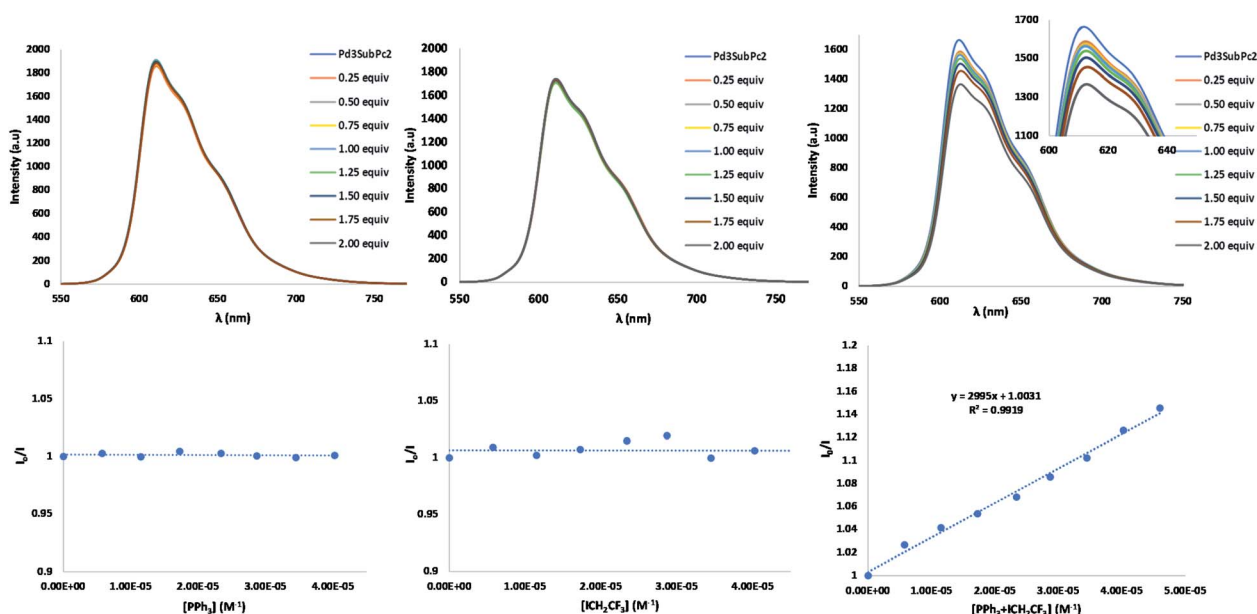 2000
1800
1600
1400
1200
1000
800
600
400
200
0
Intensity (a.u)
550 600 650 700 750
λ (nm)
Pd3SubPc2
0.25 equiv
0.50 equiv
0.75 equiv
1.00 equiv
1.25 equiv
1.50 equiv
1.75 equiv
2.00 equiv
2000
1800
1600
1400
1200
1000
800
600
400
200
0
Intensity (a.u)
550 600 650 700 750
λ (nm)
Pd3SubPc2
0.25 equiv
0.50 equiv
0.75 equiv
1.00 equiv
1.25 equiv
1.50 equiv
1.75 equiv
2.00 equiv
1600
1400
1200
1000
800
600
400
200
0
Intensity (a.u)
550 600 650 700 750
λ (nm)
1700
1500
1300
1100
600 620 640
Pd3SubPc2
0.25 equiv
0.50 equiv
0.75 equiv
1.00 equiv
1.25 equiv
1.50 equiv
1.75 equiv
2.00 equiv
1.1
1.05
1
0.95
0.9
I₀/I
0.00E+00 1.00E-05 2.00E-05 3.00E-05 4.00E-05
[PPh₃] (M⁻¹)
1.1
1.05
1
0.95
0.9
I₀/I
0.00E+00 1.00E-05 2.00E-05 3.00E-05 4.00E-05
[ICH₂CF₃] (M⁻¹)
1.2
1.18
1.16
1.14
1.12
1.1
1.08
1.06
1.04
1.02
1
I₀/I
y = 2995x + 1.0031
R² = 0.9919
0.00E+00 1.00E-05 2.00E-05 3.00E-05 4.00E-05 5.00E-05
[PPh₃+ICH₂CF₃] (M⁻¹)